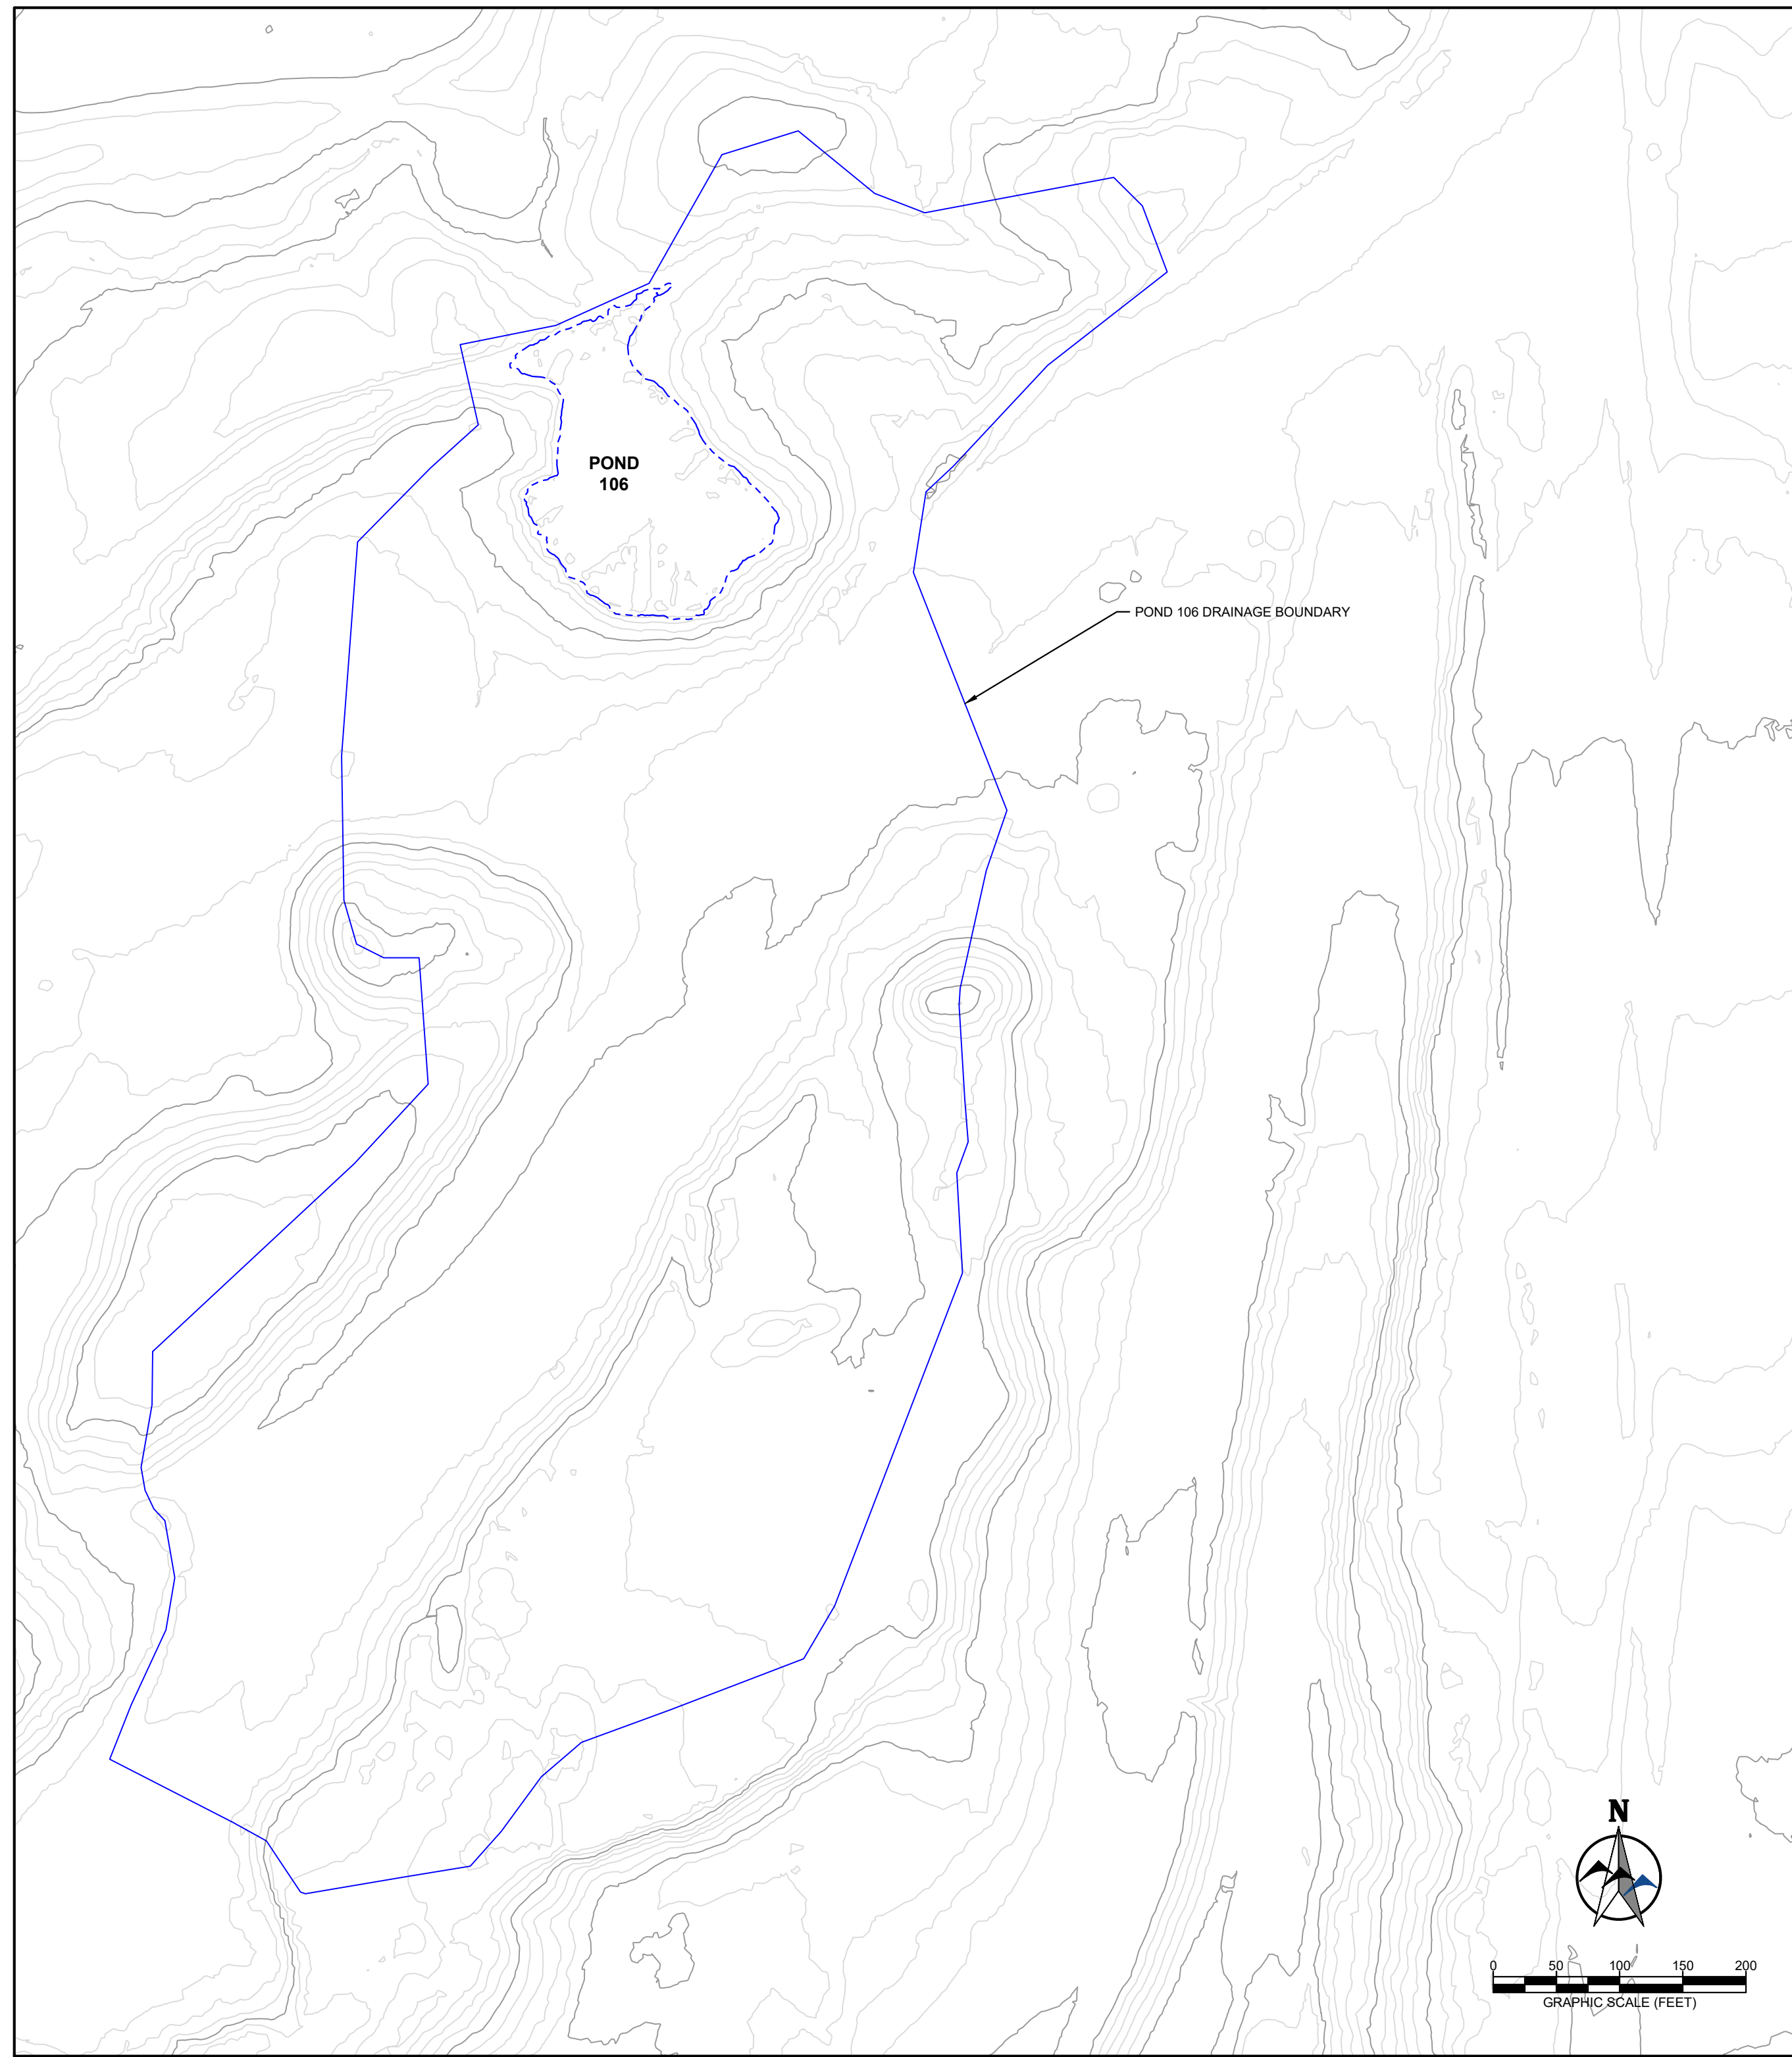 POND
106
POND 106 DRAINAGE BOUNDARY
N
0 50 100 150 200
GRAPHIC SCALE (FEET)